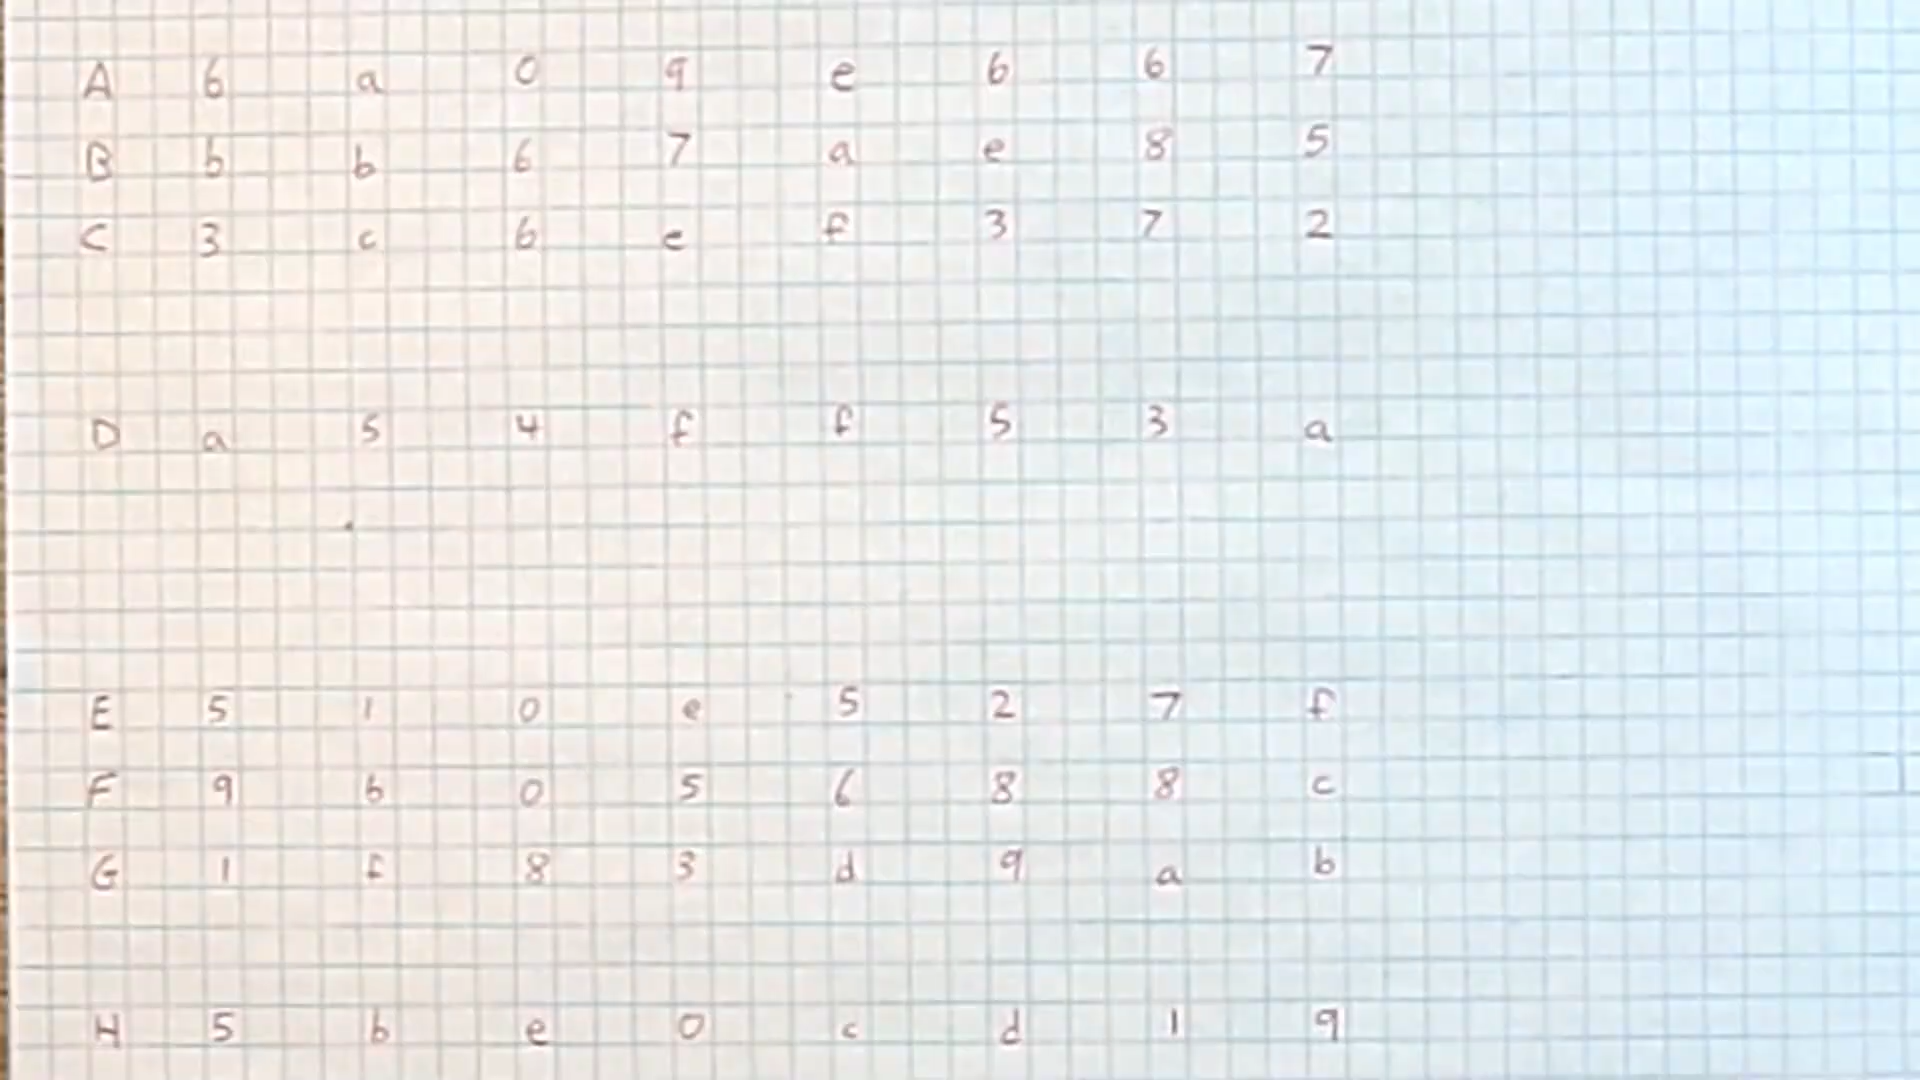 A 6 a 0 9 e 6 6 7
B b b 6 7 a e 8 5
C 3 c 6 e f 3 7 2
D a 5 4 f f 5 3 a
E 5 1 0 e 5 2 7 f
F 9 b 0 5 6 8 8 c
G 1 f 8 3 d 9 a b
H 5 b e 0 c d 1 9